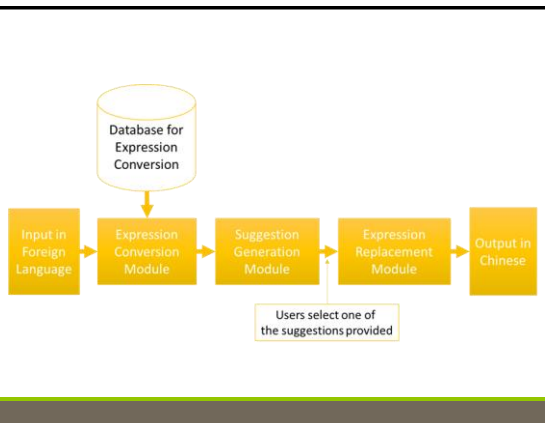 Database for
Expression
Conversion
Input in
Foreign
Language
Expression
Conversion
Module
Suggestion
Generation
Module
Expression
Replacement
Module
Output in
Chinese
Users select one of
the suggestions provided